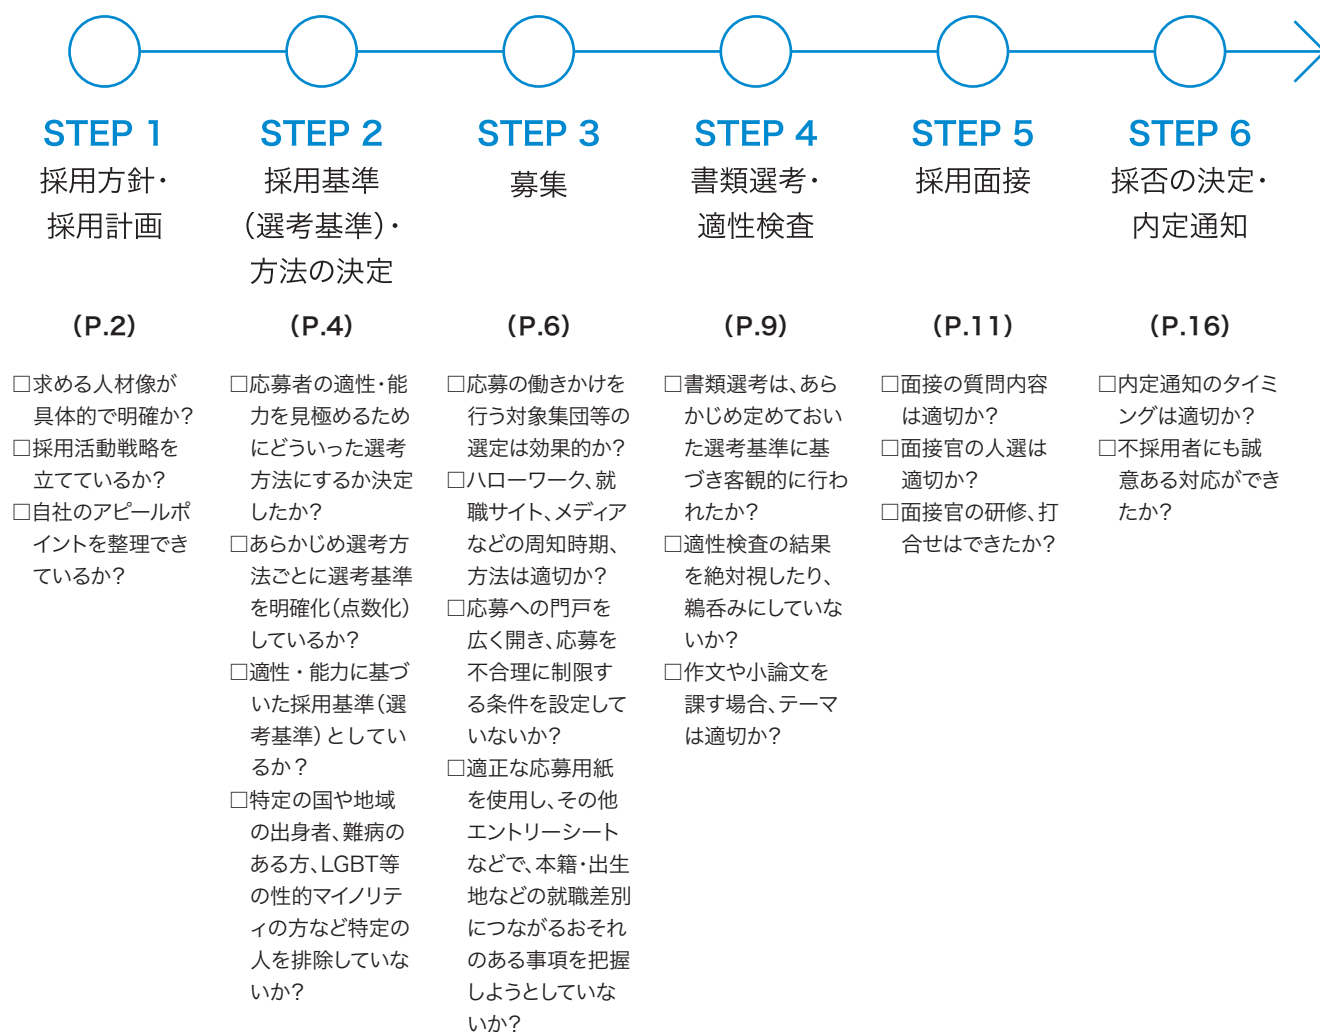 STEP 1
採用方針・
採用計画
(P.2)
□求める人材像が
具体的で明確か?
□採用活動戦略を
立てているか?
□自社のアピールポ
イントを整理でき
ているか?
STEP 2
採用基準
(選考基準)・
方法の決定
(P.4)
□応募者の適性・能
力を見極めるため
にどういった選考
方法にするか決定
したか?
□あらかじめ選考方
法ごとに選考基準
を明確化(点数化)
しているか?
□適性・能力に基づ
いた採用基準(選
考基準)としてい
るか?
□特定の国や地域
の出身者、難病の
ある方、LGBT等
の性的マイノリテ
ィの方など特定の
人を排除していな
いか?
STEP 3
募集
(P.6)
□応募の働きかけを
行う対象集団等の
選定は効果的か?
□ハローワーク、就
職サイト、メディア
などの周知時期、
方法は適切か?
□応募への門戸を
広く開き、応募を
不合理に制限す
る条件を設定して
いないか?
□適正な応募用紙
を使用し、その他
エントリーシート
などで、本籍・出生
地などの就職差別
につながるおそれ
のある事項を把握
しようとしていな
いか?
STEP 4
書類選考・
適性検査
(P.9)
□書類選考は、あら
かじめ定めておい
た選考基準に基
づき客観的に行わ
れたか?
□適性検査の結果
を絶対視したり、
鵜呑みにしていな
いか?
□作文や小論文を
課す場合、テーマ
は適切か?
STEP 5
採用面接
(P.11)
□面接の質問内容
は適切か?
□面接官の人選は
適切か?
□面接官の研修、打
合せはできたか?
STEP 6
採否の決定・
内定通知
(P.16)
□内定通知のタイミ
ングは適切か?
□不採用者にも誠
意ある対応ができ
たか?